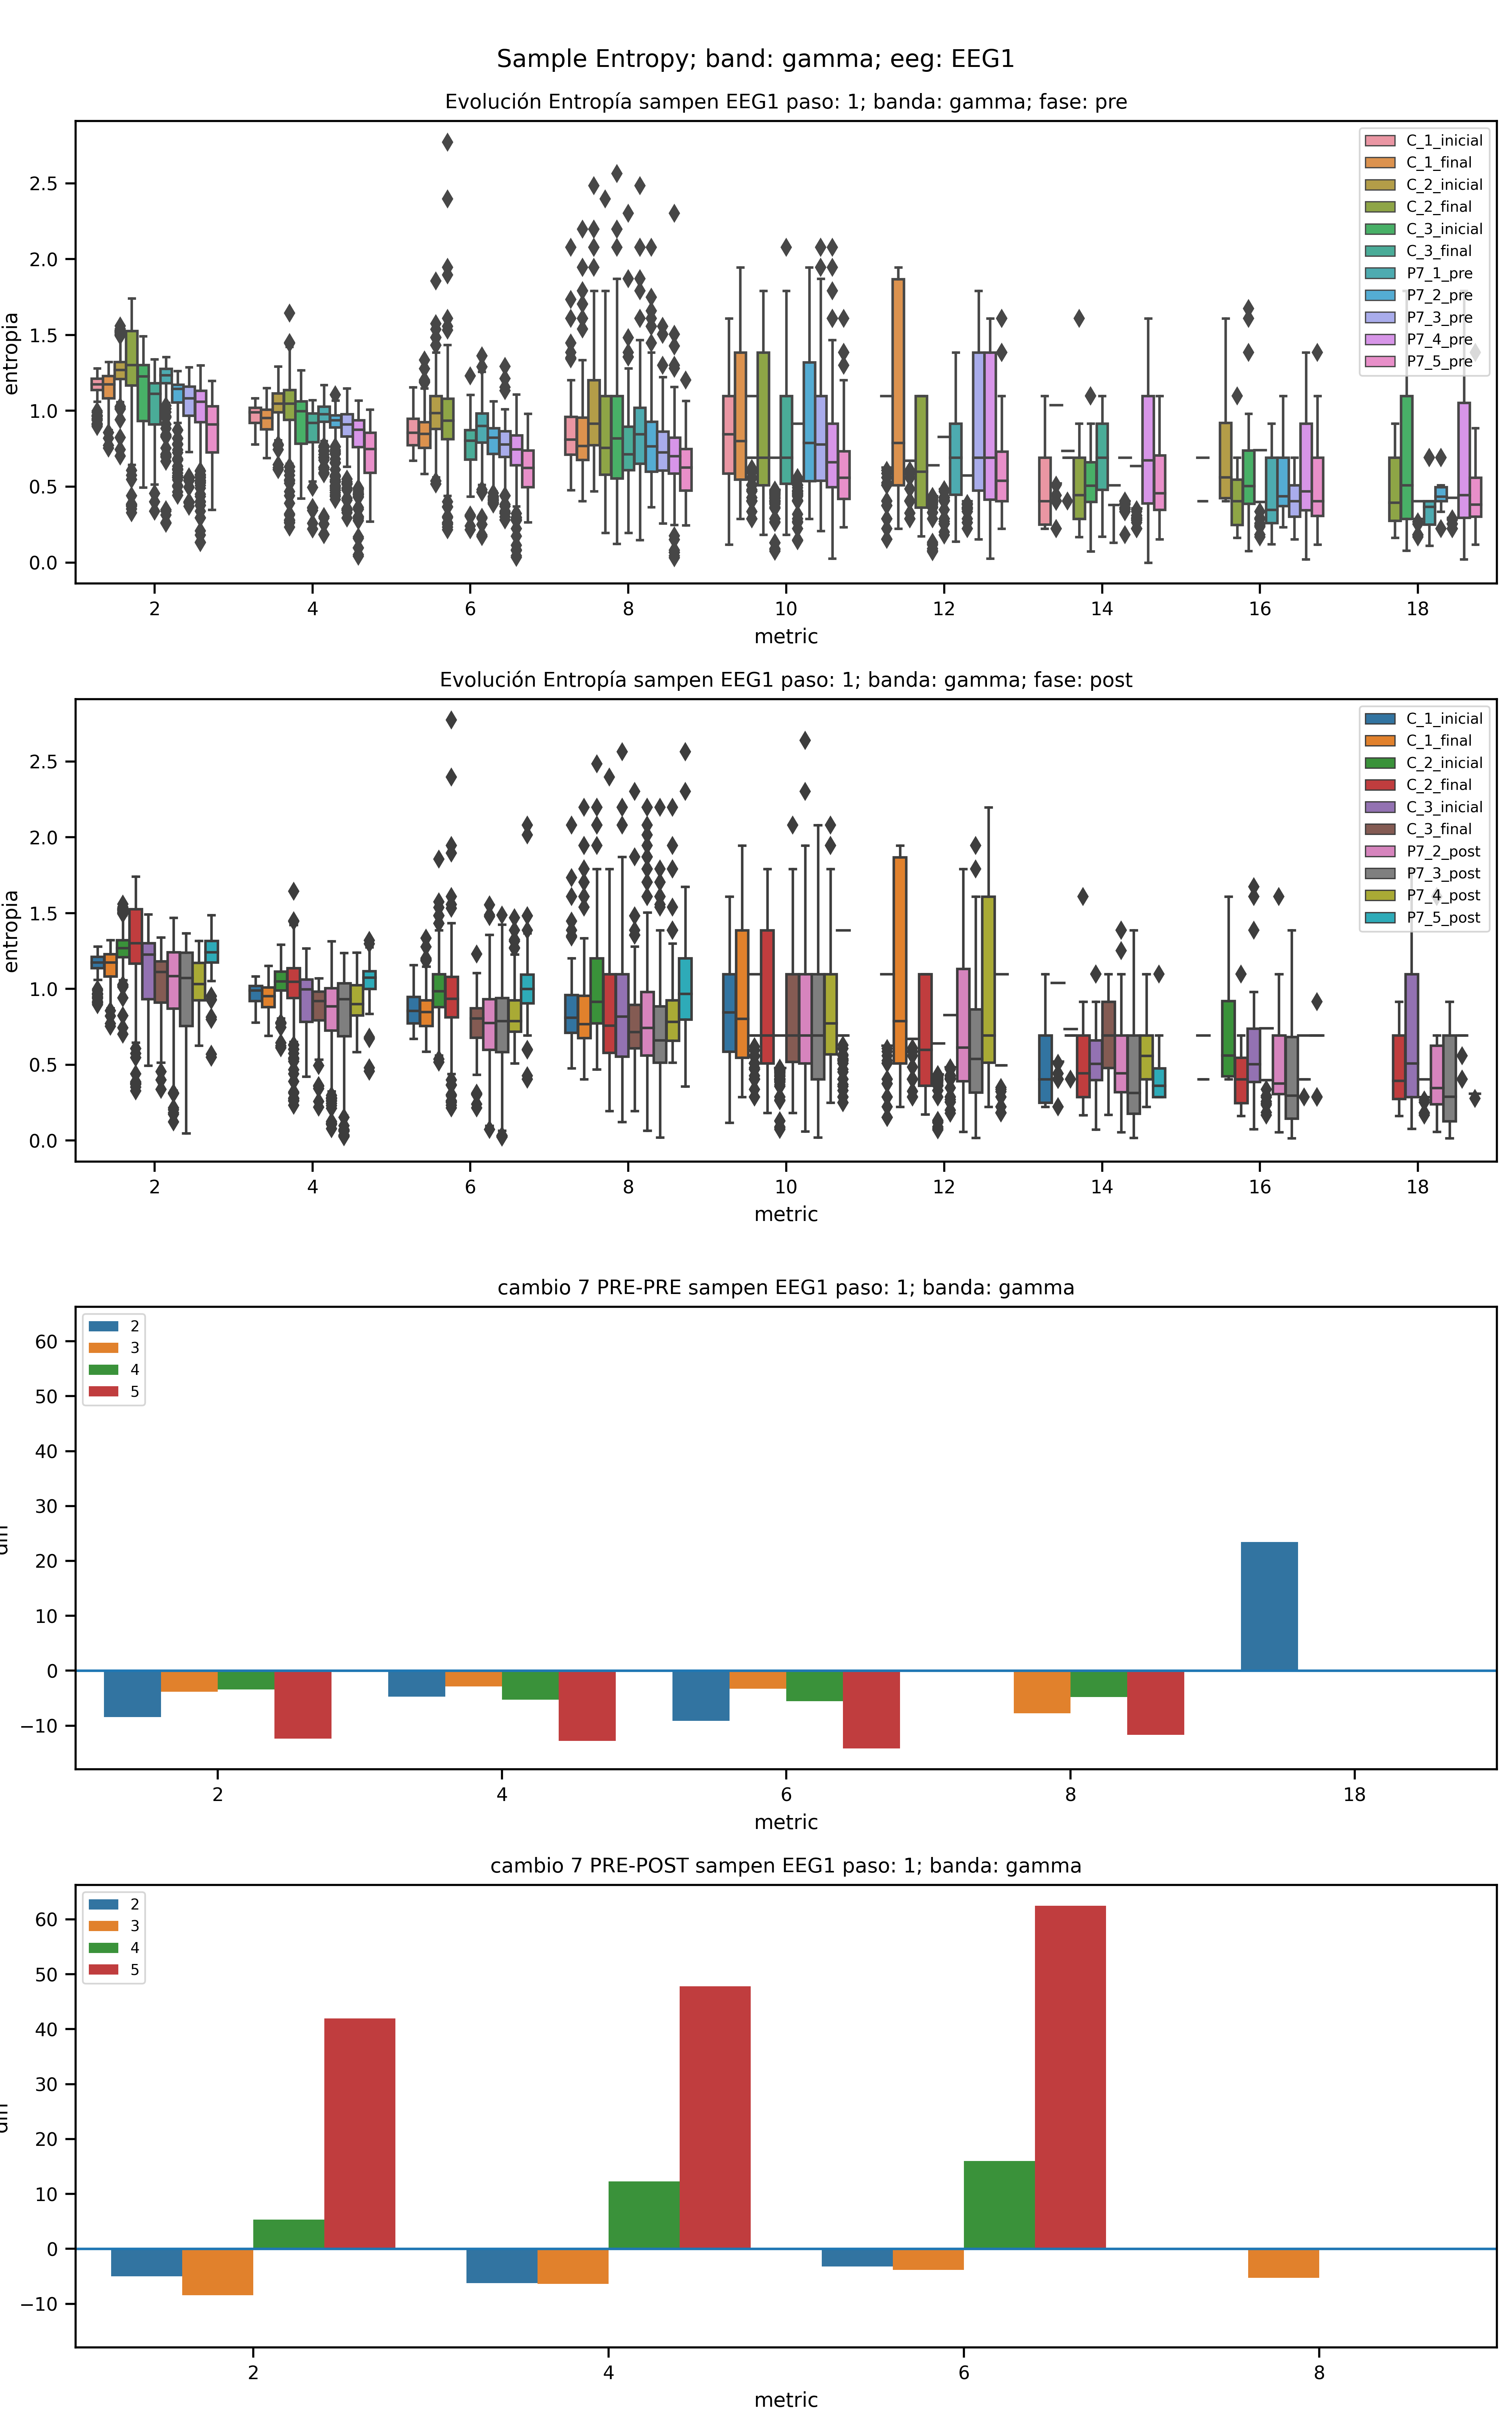 Sample Entropy; band: gamma; eeg: EEG1
Evolución Entropía sampen EEG1 paso: 1; banda: gamma; fase: pre
entropia
2.5
2.0
1.5
1.0
0.5
0.0
C_1_inicial
C_1_final
C_2_inicial
C_2_final
C_3_inicial
C_3_final
P7_1_pre
P7_2_pre
P7_3_pre
P7_4_pre
P7_5_pre
2 4 6 8 10 12 14 16 18
metric
Evolución Entropía sampen EEG1 paso: 1; banda: gamma; fase: post
entropia
2.5
2.0
1.5
1.0
0.5
0.0
C_1_inicial
C_1_final
C_2_inicial
C_2_final
C_3_inicial
C_3_final
P7_2_post
P7_3_post
P7_4_post
P7_5_post
2 4 6 8 10 12 14 16 18
metric
cambio 7 PRE-PRE sampen EEG1 paso: 1; banda: gamma
2
3
4
5
60
50
40
30
20
10
0
−10
2 4 6 8 18
metric
cambio 7 PRE-POST sampen EEG1 paso: 1; banda: gamma
2
3
4
5
60
50
40
30
20
10
0
−10
2 4 6 8
metric